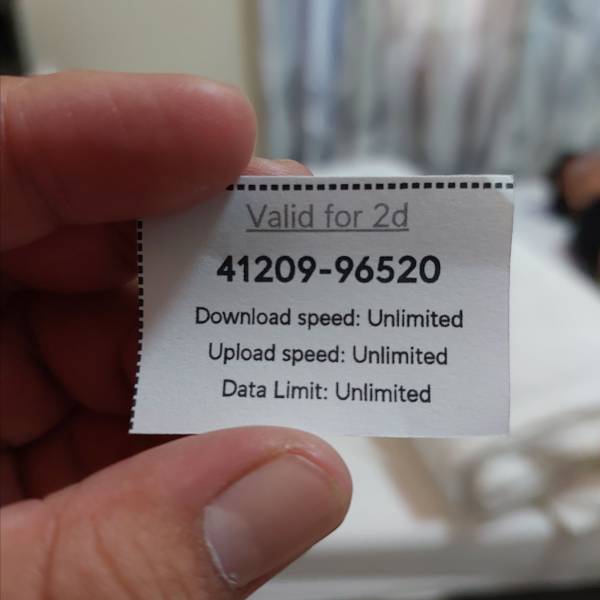 Valid for 2d
41209-96520
Download speed: Unlimited
Upload speed: Unlimited
Data Limit: Unlimited